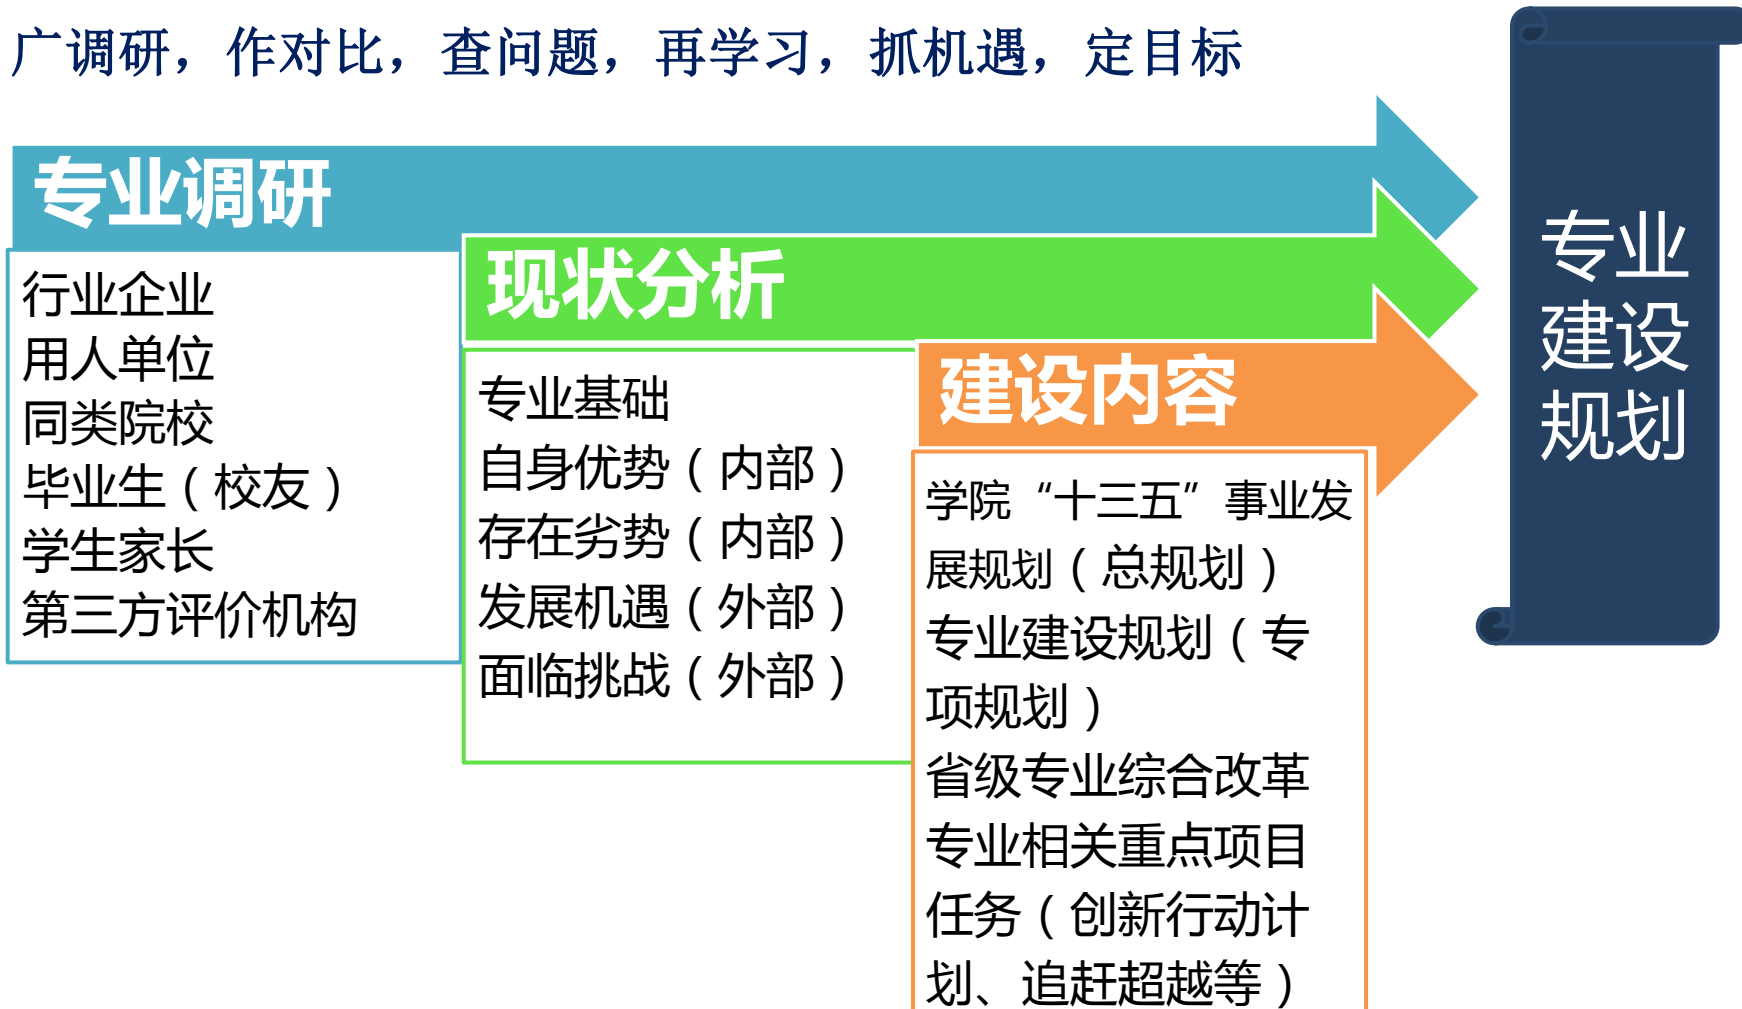 广调研，作对比，查问题，再学习，抓机遇，定目标
专业调研
行业企业
用人单位
同类院校
毕业生（校友）
学生家长
第三方评价机构
现状分析
专业基础
自身优势（内部）
存在劣势（内部）
发展机遇（外部）
面临挑战（外部）
建设内容
学院“十三五”事业发
展规划（总规划）
专业建设规划（专
项规划）
省级专业综合改革
专业相关重点项目
任务（创新行动计
划、追赶超越等）
专业
建设
规划